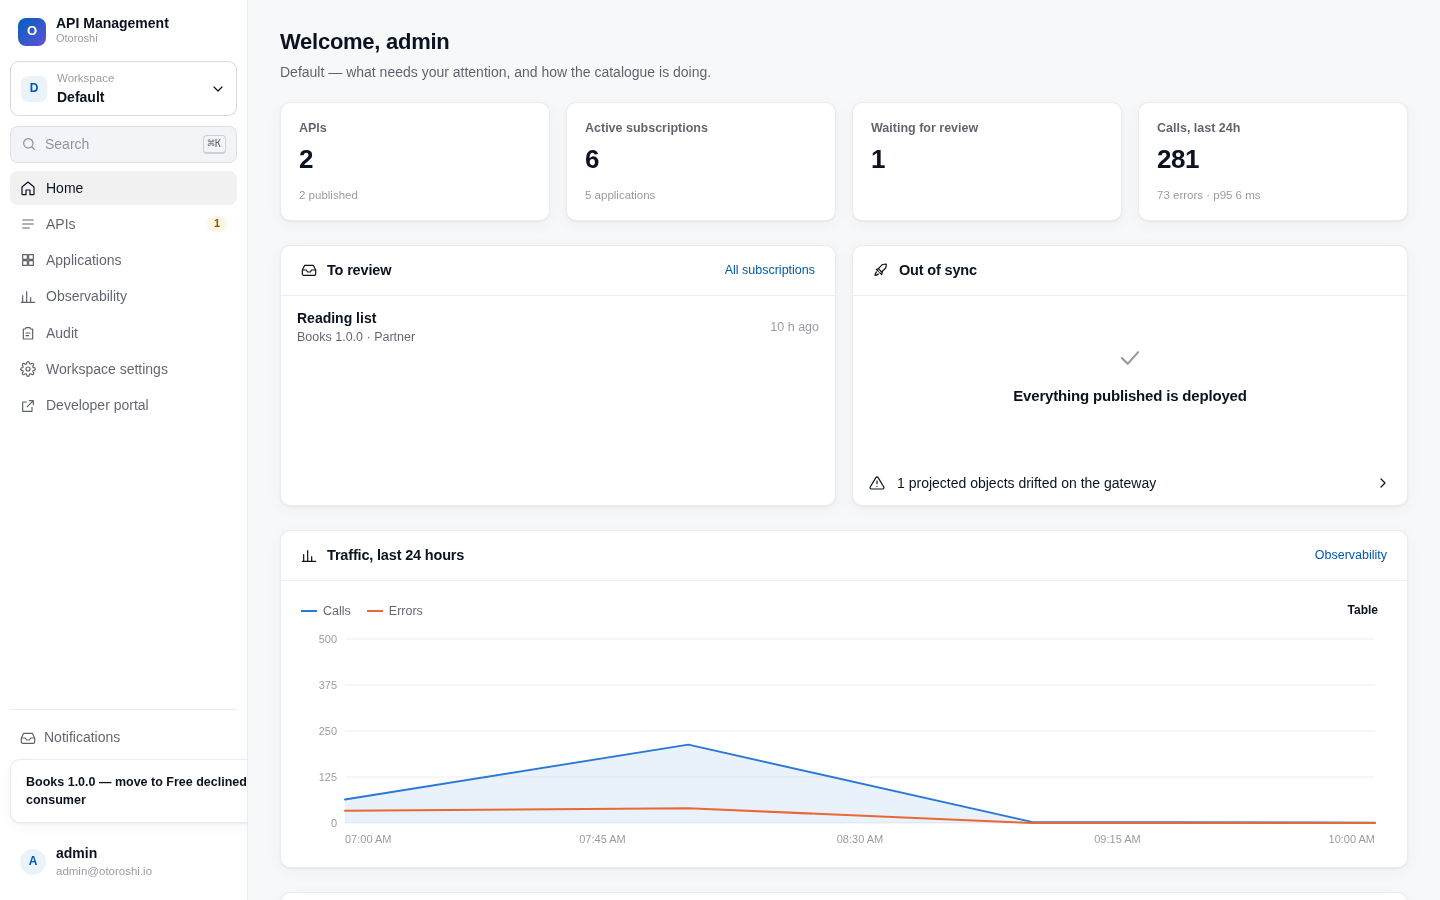 O
API Management
Otoroshi
D
Workspace
Default
Search
⌘K
Home
APIs
1
Applications
Observability
Audit
Workspace settings
Developer portal
Notifications
Books 1.0.0 — move to Free declined
consumer
A
admin
admin@otoroshi.io
Welcome, admin
Default — what needs your attention, and how the catalogue is doing.
APIs
2
2 published
Active subscriptions
6
5 applications
Waiting for review
1
Calls, last 24h
281
73 errors · p95 6 ms
To review
All subscriptions
Reading list
Books 1.0.0 · Partner
10 h ago
Out of sync
Everything published is deployed
1 projected objects drifted on the gateway
Traffic, last 24 hours
Observability
Calls
Errors
Table
500
375
250
125
0
07:00 AM
07:45 AM
08:30 AM
09:15 AM
10:00 AM